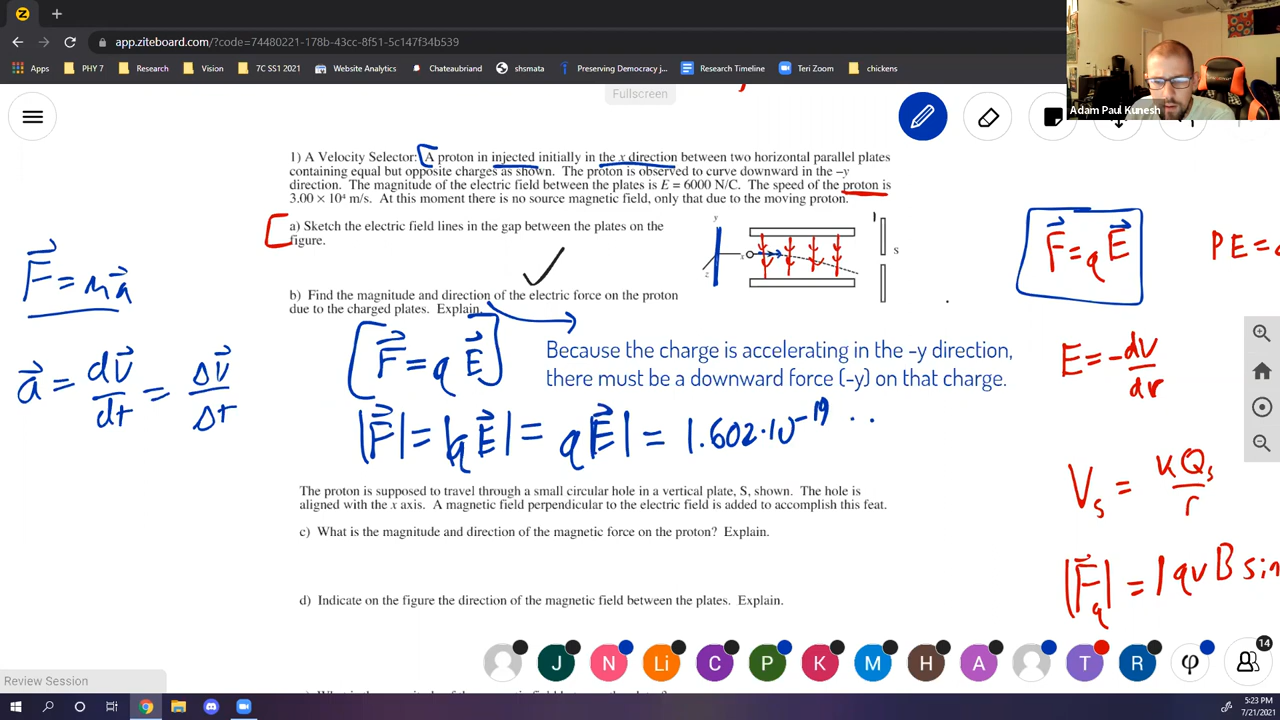 app.ziteboard.com/?code=74480221-178b-43cc-8f51-5c147f34b539
Apps PHY 7 Research Vision 7C SS1 2021 Website Analytics Chateaubriand shsmata Preserving Democracy j... Research Timeline Teri Zoom chickens
Fullscreen
Adam Paul Kunesh
1) A Velocity Selector: A proton in injected initially in the x direction between two horizontal parallel plates
containing equal but opposite charges as shown. The proton is observed to curve downward in the –y
direction. The magnitude of the electric field between the plates is E = 6000 N/C. The speed of the proton is
3.00 × 10⁴ m/s. At this moment there is no source magnetic field, only that due to the moving proton.
a) Sketch the electric field lines in the gap between the plates on the
figure.
y
x
z
S
b) Find the magnitude and direction of the electric force on the proton
due to the charged plates. Explain.
F⃗ = ma⃗
a⃗ = dv⃗/dt = Δv⃗/Δt
F⃗ = q E⃗
Because the charge is accelerating in the -y direction,
there must be a downward force (-y) on that charge.
|F⃗| = |qE⃗| = q|E⃗| = 1.602·10⁻¹⁹ ··
F⃗ = q E⃗
PE =
E = -dV/dr
V_s = kQ_s/r
|F⃗_q| = |qvB sin
The proton is supposed to travel through a small circular hole in a vertical plate, S, shown. The hole is
aligned with the x axis. A magnetic field perpendicular to the electric field is added to accomplish this feat.
c) What is the magnitude and direction of the magnetic force on the proton? Explain.
d) Indicate on the figure the direction of the magnetic field between the plates. Explain.
J N Li C P K M H A T R φ 14
Review Session
5:23 PM
7/21/2021